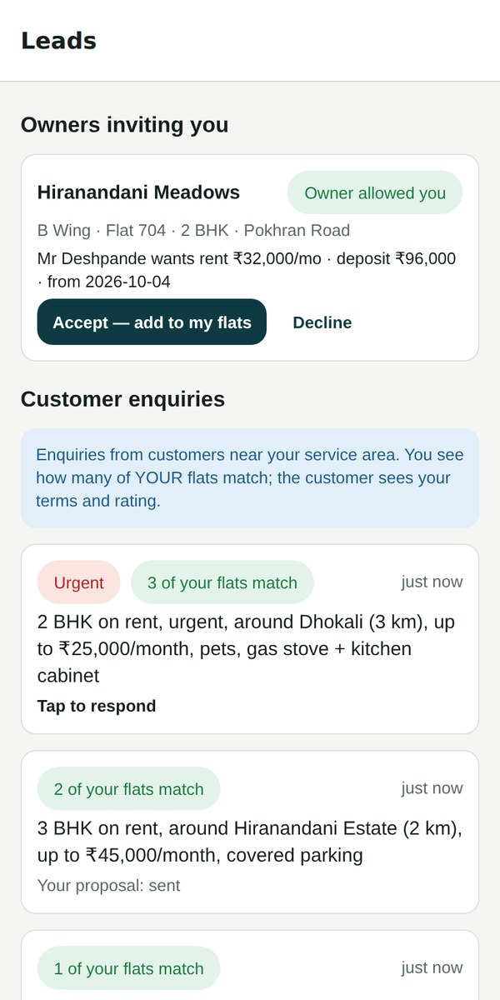 Leads
Owners inviting you
Hiranandani Meadows
Owner allowed you
B Wing · Flat 704 · 2 BHK · Pokhran Road
Mr Deshpande wants rent ₹32,000/mo · deposit ₹96,000
· from 2026-10-04
Accept — add to my flats
Decline
Customer enquiries
Enquiries from customers near your service area. You see
how many of YOUR flats match; the customer sees your
terms and rating.
Urgent
3 of your flats match
just now
2 BHK on rent, urgent, around Dhokali (3 km), up
to ₹25,000/month, pets, gas stove + kitchen
cabinet
Tap to respond
2 of your flats match
just now
3 BHK on rent, around Hiranandani Estate (2 km),
up to ₹45,000/month, covered parking
Your proposal: sent
1 of your flats match
just now